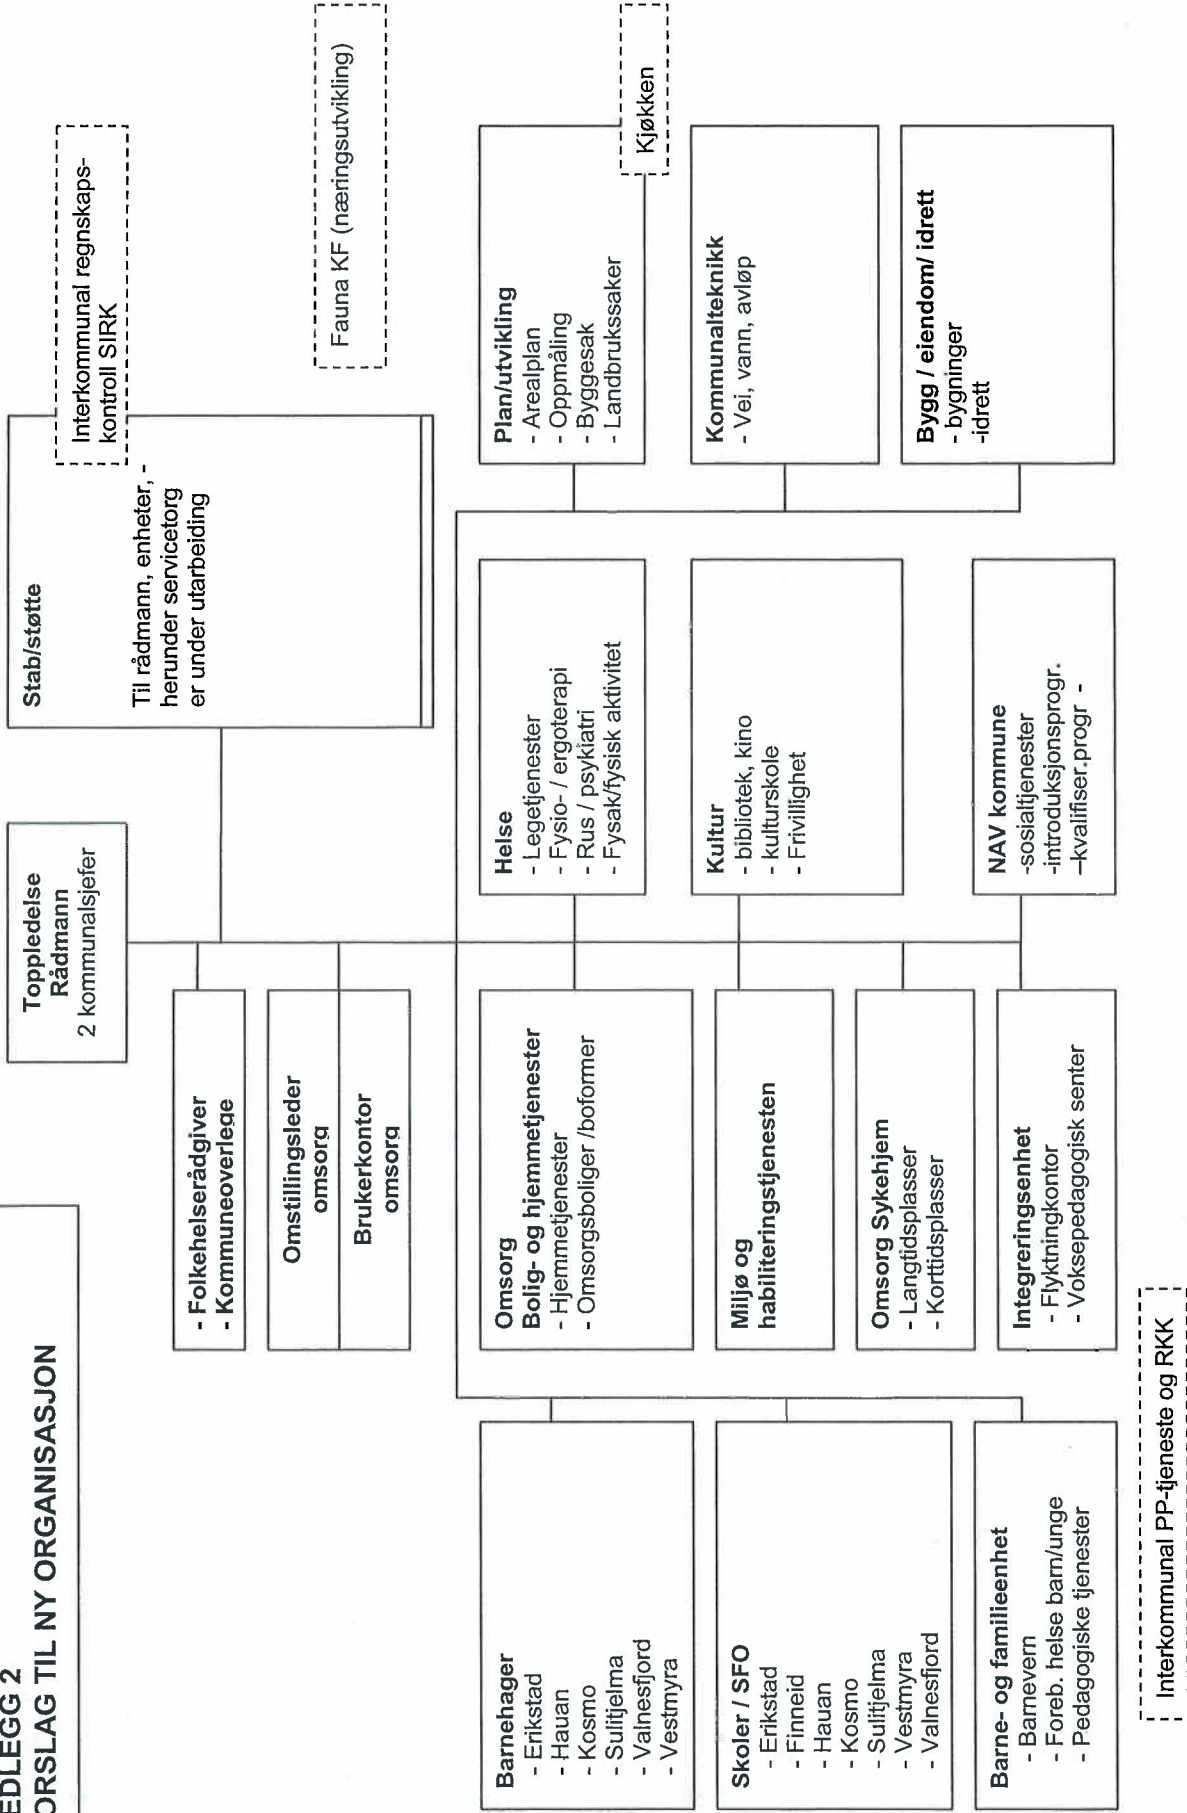 EDLEGG 2
ORSLAG TIL NY ORGANISASJON
Toppledelse
Rådmann
2 kommunalsjefer
Stab/støtte
Til rådmann, enheter, -
herunder servicetorg
er under utarbeiding
Interkommunal regnskaps-
kontroll SIRK
Fauna KF (næringsutvikling)
- Folkehelserådgiver
- Kommuneoverlege
Omstillingsleder
omsorg
Brukerkontor
omsorg
Barnehager
- Erikstad
- Hauan
- Kosmo
- Sulitjelma
- Valnesfjord
- Vestmyra
Skoler / SFO
- Erikstad
- Finneid
- Hauan
- Kosmo
- Sulitjelma
- Vestmyra
- Valnesfjord
Barne- og familieenhet
- Barnevern
- Foreb. helse barn/unge
- Pedagogiske tjenester
Interkommunal PP-tjeneste og RKK
Omsorg
Bolig- og hjemmetjenester
- Hjemmetjenester
- Omsorgsboliger /boformer
Miljø og
habiliteringstjenesten
Omsorg Sykehjem
- Langtidsplasser
- Korttidsplasser
Integreringsenhet
- Flyktningkontor
- Voksepedagogisk senter
Helse
- Legetjenester
- Fysio- / ergoterapi
- Rus / psykiatri
- Fysak/fysisk aktivitet
Kultur
- bibliotek, kino
- kulturskole
- Frivillighet
NAV kommune
-sosialtjenester
-introduksjonsprogr.
–kvalifiser.progr -
Plan/utvikling
- Arealplan
- Oppmåling
- Byggesak
- Landbrukssaker
Kjøkken
Kommunalteknikk
- Vei, vann, avløp
Bygg / eiendom/ idrett
- bygninger
-idrett